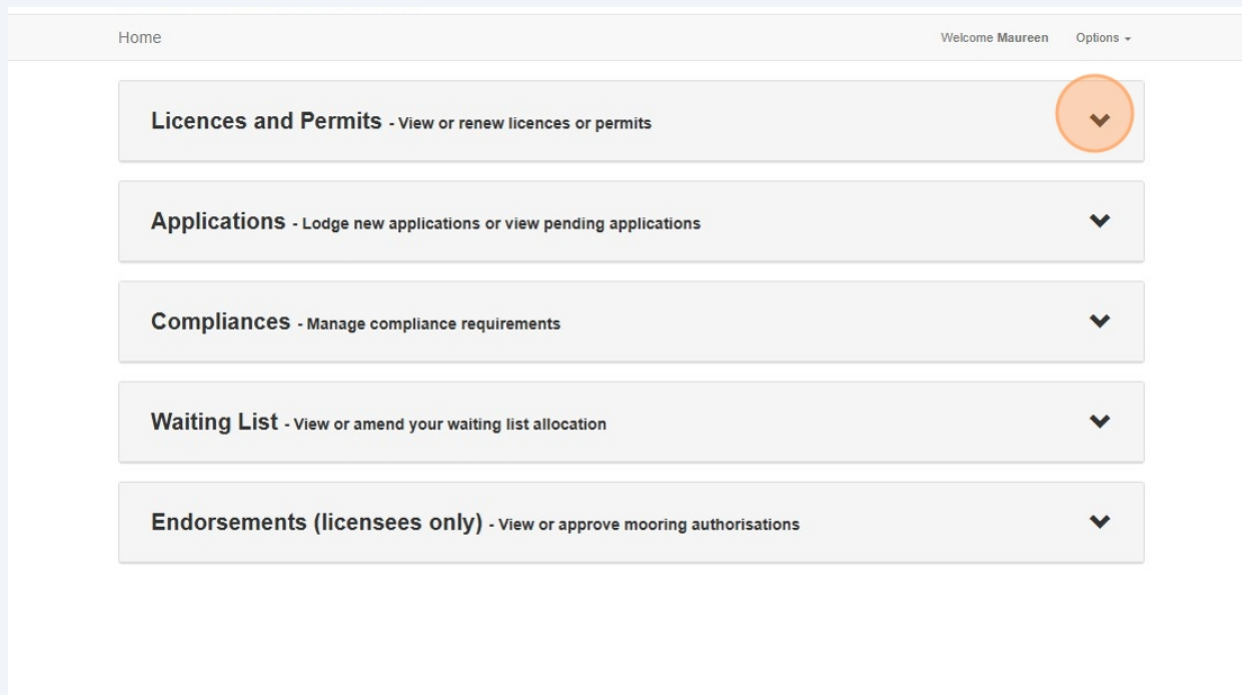 Home Welcome Maureen Options
Licences and Permits - View or renew licences or permits
Applications - Lodge new applications or view pending applications
Compliances - Manage compliance requirements
Waiting List - View or amend your waiting list allocation
Endorsements (licensees only) - View or approve mooring authorisations